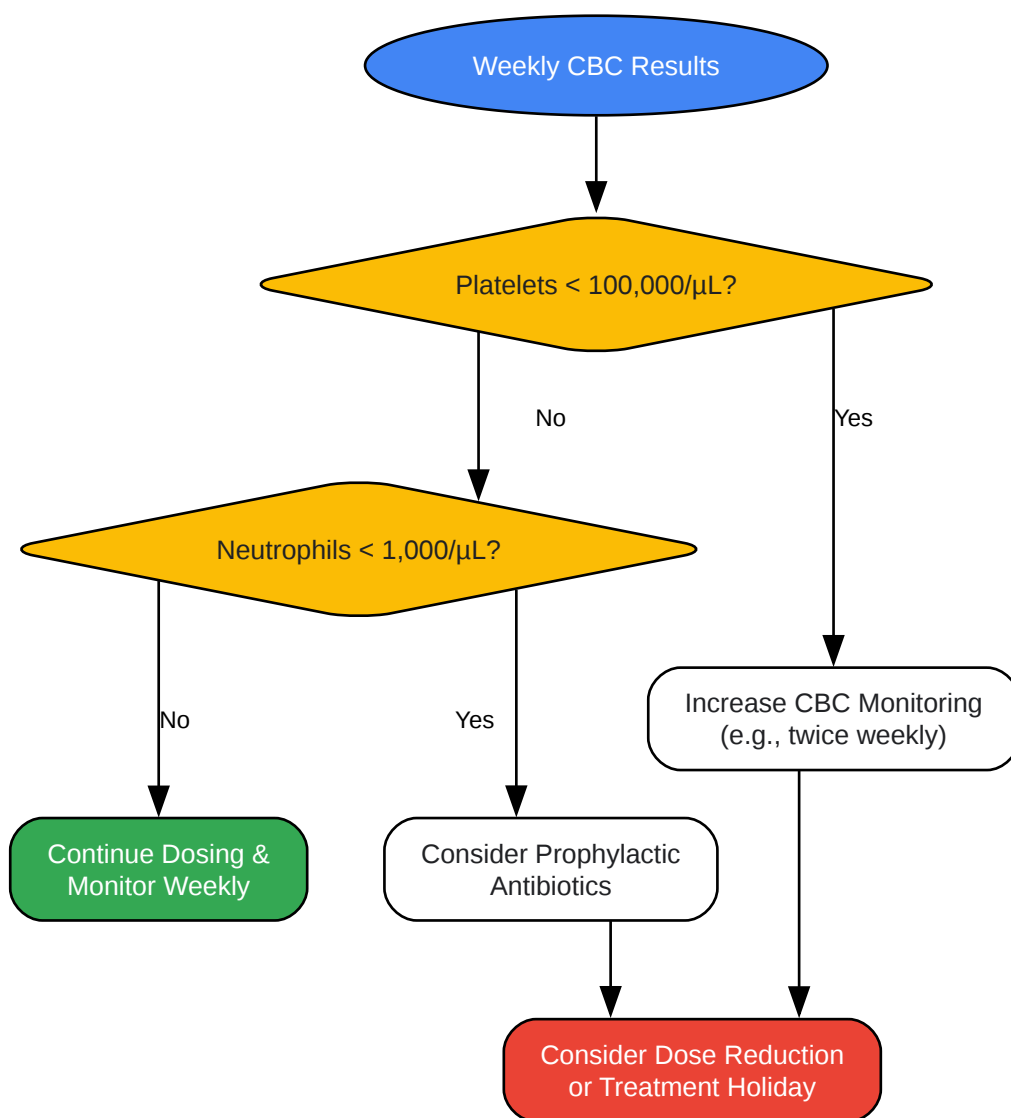 Weekly CBC Results
Platelets < 100,000/µL?
No
Yes
Neutrophils < 1,000/µL?
No
Yes
Increase CBC Monitoring
(e.g., twice weekly)
Continue Dosing &
Monitor Weekly
Consider Prophylactic
Antibiotics
Consider Dose Reduction
or Treatment Holiday